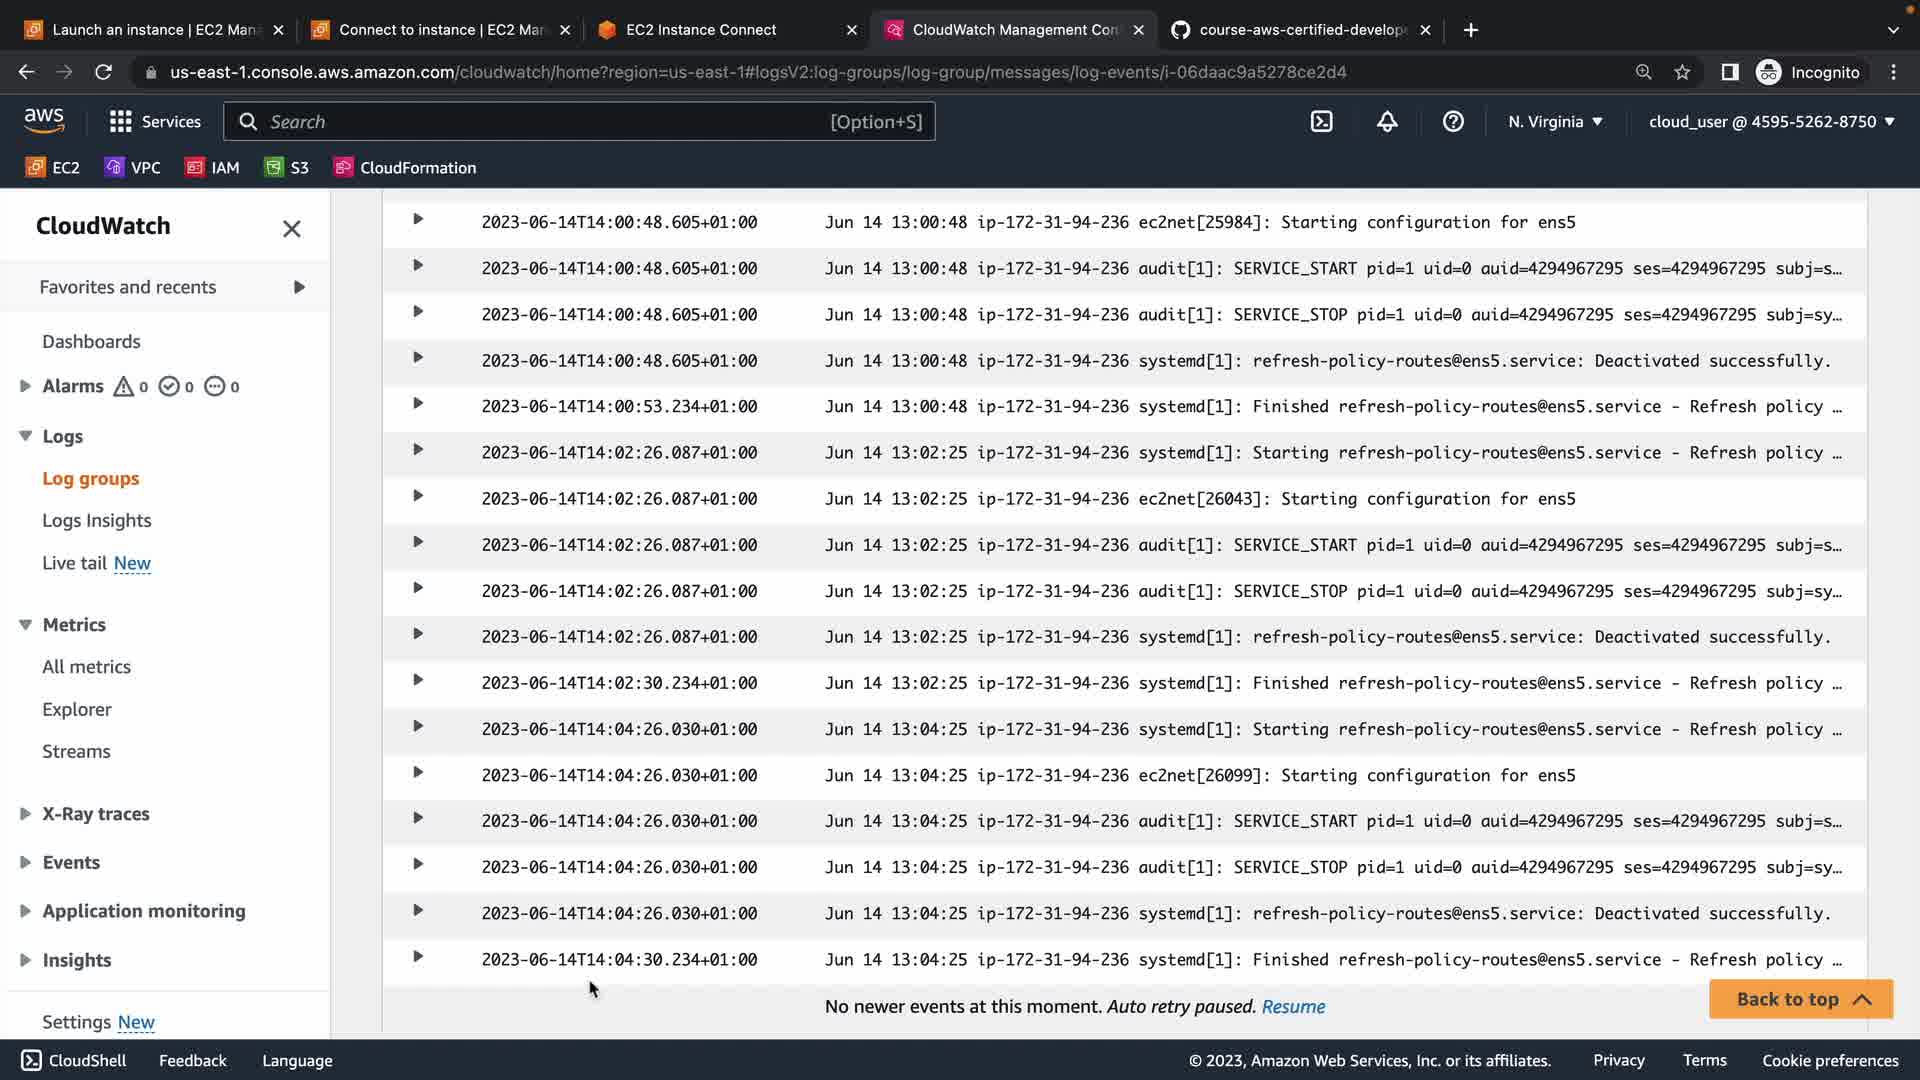 Launch an instance | EC2 Mana
Connect to instance | EC2 Man
EC2 Instance Connect
CloudWatch Management Con
course-aws-certified-develope
us-east-1.console.aws.amazon.com/cloudwatch/home?region=us-east-1#logsV2:log-groups/log-group/messages/log-events/i-06daac9a5278ce2d4
Incognito
aws
Services
Search
[Option+S]
N. Virginia
cloud_user @ 4595-5262-8750
EC2
VPC
IAM
S3
CloudFormation
CloudWatch
Favorites and recents
Dashboards
Alarms 0 0 0
Logs
Log groups
Logs Insights
Live tail New
Metrics
All metrics
Explorer
Streams
X-Ray traces
Events
Application monitoring
Insights
Settings New
2023-06-14T14:00:48.605+01:00 Jun 14 13:00:48 ip-172-31-94-236 ec2net[25984]: Starting configuration for ens5
2023-06-14T14:00:48.605+01:00 Jun 14 13:00:48 ip-172-31-94-236 audit[1]: SERVICE_START pid=1 uid=0 auid=4294967295 ses=4294967295 subj=s…
2023-06-14T14:00:48.605+01:00 Jun 14 13:00:48 ip-172-31-94-236 audit[1]: SERVICE_STOP pid=1 uid=0 auid=4294967295 ses=4294967295 subj=sy…
2023-06-14T14:00:48.605+01:00 Jun 14 13:00:48 ip-172-31-94-236 systemd[1]: refresh-policy-routes@ens5.service: Deactivated successfully.
2023-06-14T14:00:53.234+01:00 Jun 14 13:00:48 ip-172-31-94-236 systemd[1]: Finished refresh-policy-routes@ens5.service - Refresh policy …
2023-06-14T14:02:26.087+01:00 Jun 14 13:02:25 ip-172-31-94-236 systemd[1]: Starting refresh-policy-routes@ens5.service - Refresh policy …
2023-06-14T14:02:26.087+01:00 Jun 14 13:02:25 ip-172-31-94-236 ec2net[26043]: Starting configuration for ens5
2023-06-14T14:02:26.087+01:00 Jun 14 13:02:25 ip-172-31-94-236 audit[1]: SERVICE_START pid=1 uid=0 auid=4294967295 ses=4294967295 subj=s…
2023-06-14T14:02:26.087+01:00 Jun 14 13:02:25 ip-172-31-94-236 audit[1]: SERVICE_STOP pid=1 uid=0 auid=4294967295 ses=4294967295 subj=sy…
2023-06-14T14:02:26.087+01:00 Jun 14 13:02:25 ip-172-31-94-236 systemd[1]: refresh-policy-routes@ens5.service: Deactivated successfully.
2023-06-14T14:02:30.234+01:00 Jun 14 13:02:25 ip-172-31-94-236 systemd[1]: Finished refresh-policy-routes@ens5.service - Refresh policy …
2023-06-14T14:04:26.030+01:00 Jun 14 13:04:25 ip-172-31-94-236 systemd[1]: Starting refresh-policy-routes@ens5.service - Refresh policy …
2023-06-14T14:04:26.030+01:00 Jun 14 13:04:25 ip-172-31-94-236 ec2net[26099]: Starting configuration for ens5
2023-06-14T14:04:26.030+01:00 Jun 14 13:04:25 ip-172-31-94-236 audit[1]: SERVICE_START pid=1 uid=0 auid=4294967295 ses=4294967295 subj=s…
2023-06-14T14:04:26.030+01:00 Jun 14 13:04:25 ip-172-31-94-236 audit[1]: SERVICE_STOP pid=1 uid=0 auid=4294967295 ses=4294967295 subj=sy…
2023-06-14T14:04:26.030+01:00 Jun 14 13:04:25 ip-172-31-94-236 systemd[1]: refresh-policy-routes@ens5.service: Deactivated successfully.
2023-06-14T14:04:30.234+01:00 Jun 14 13:04:25 ip-172-31-94-236 systemd[1]: Finished refresh-policy-routes@ens5.service - Refresh policy …
No newer events at this moment. Auto retry paused. Resume
Back to top
CloudShell
Feedback
Language
© 2023, Amazon Web Services, Inc. or its affiliates.
Privacy
Terms
Cookie preferences